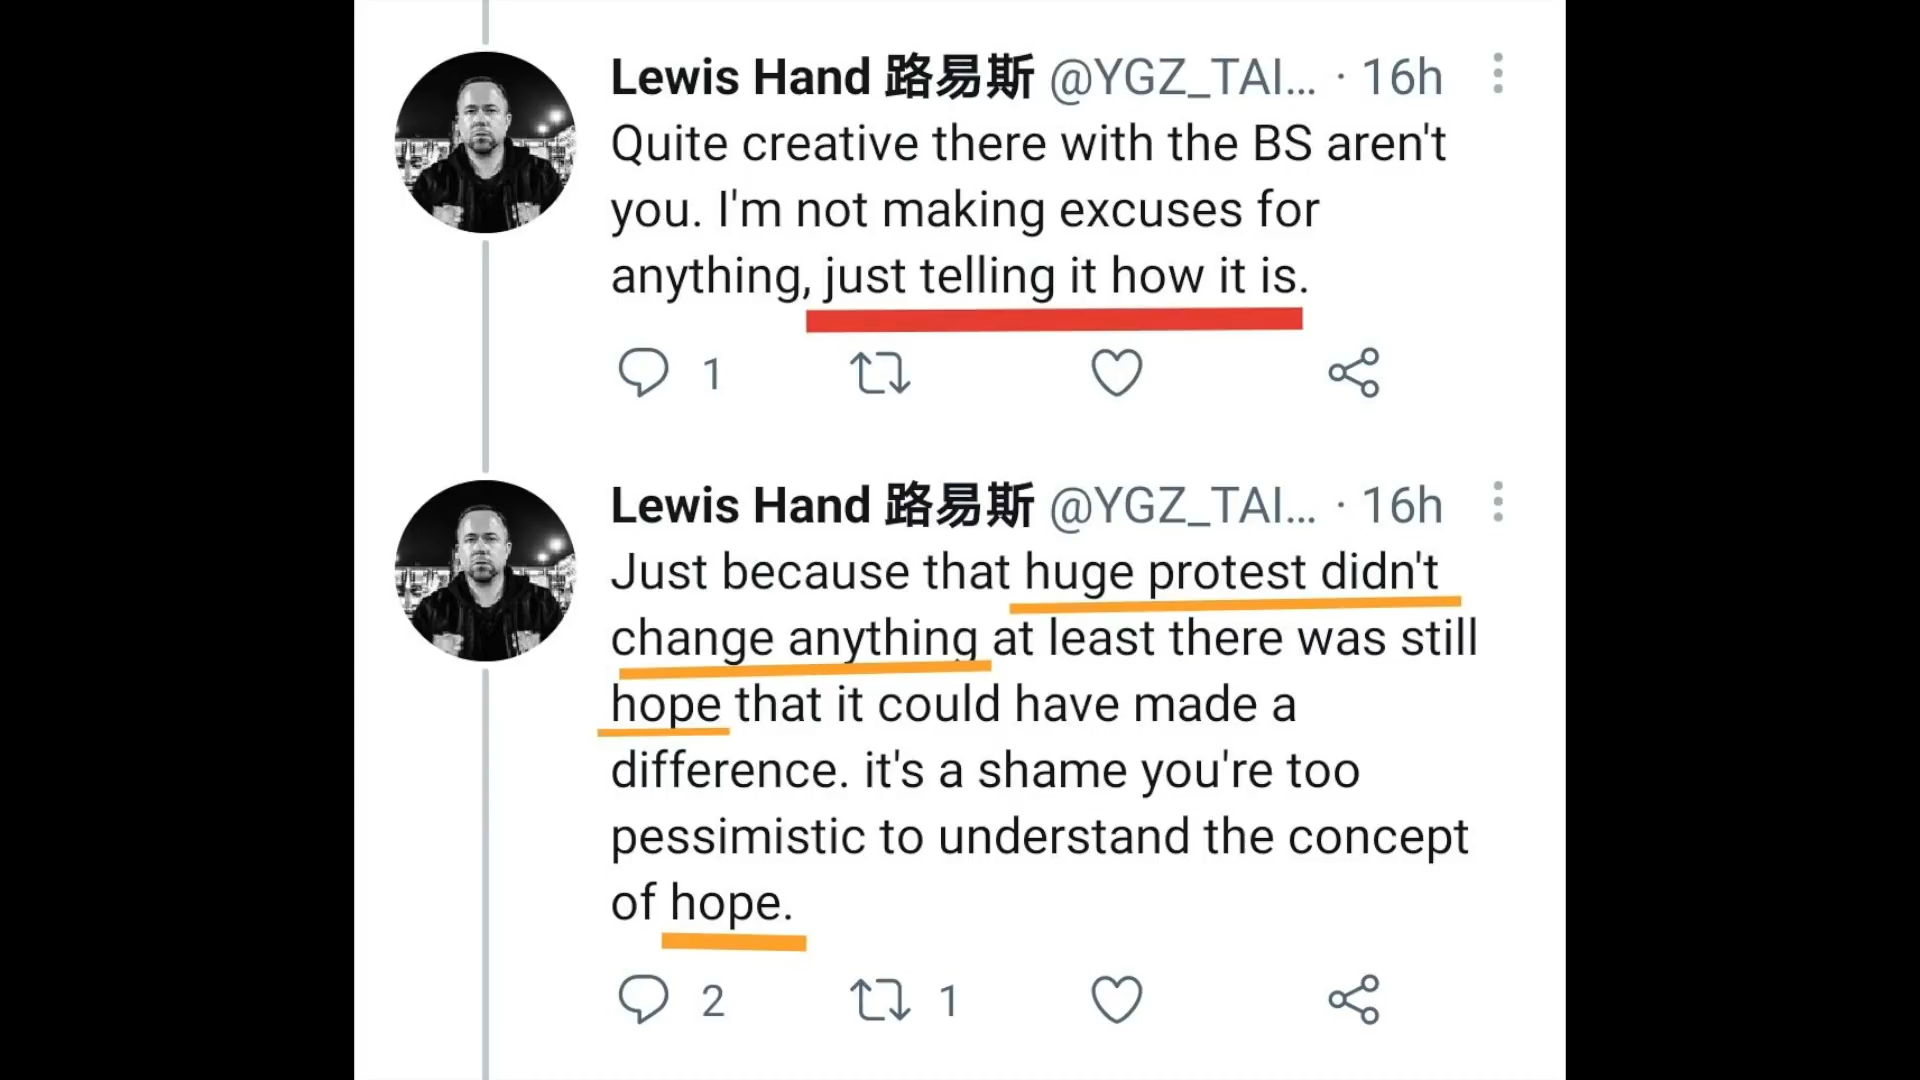 Lewis Hand 路易斯 @YGZ_TAI... · 16h
Quite creative there with the BS aren't
you. I'm not making excuses for
anything, just telling it how it is.
1
Lewis Hand 路易斯 @YGZ_TAI... · 16h
Just because that huge protest didn't
change anything at least there was still
hope that it could have made a
difference. it's a shame you're too
pessimistic to understand the concept
of hope.
2 1